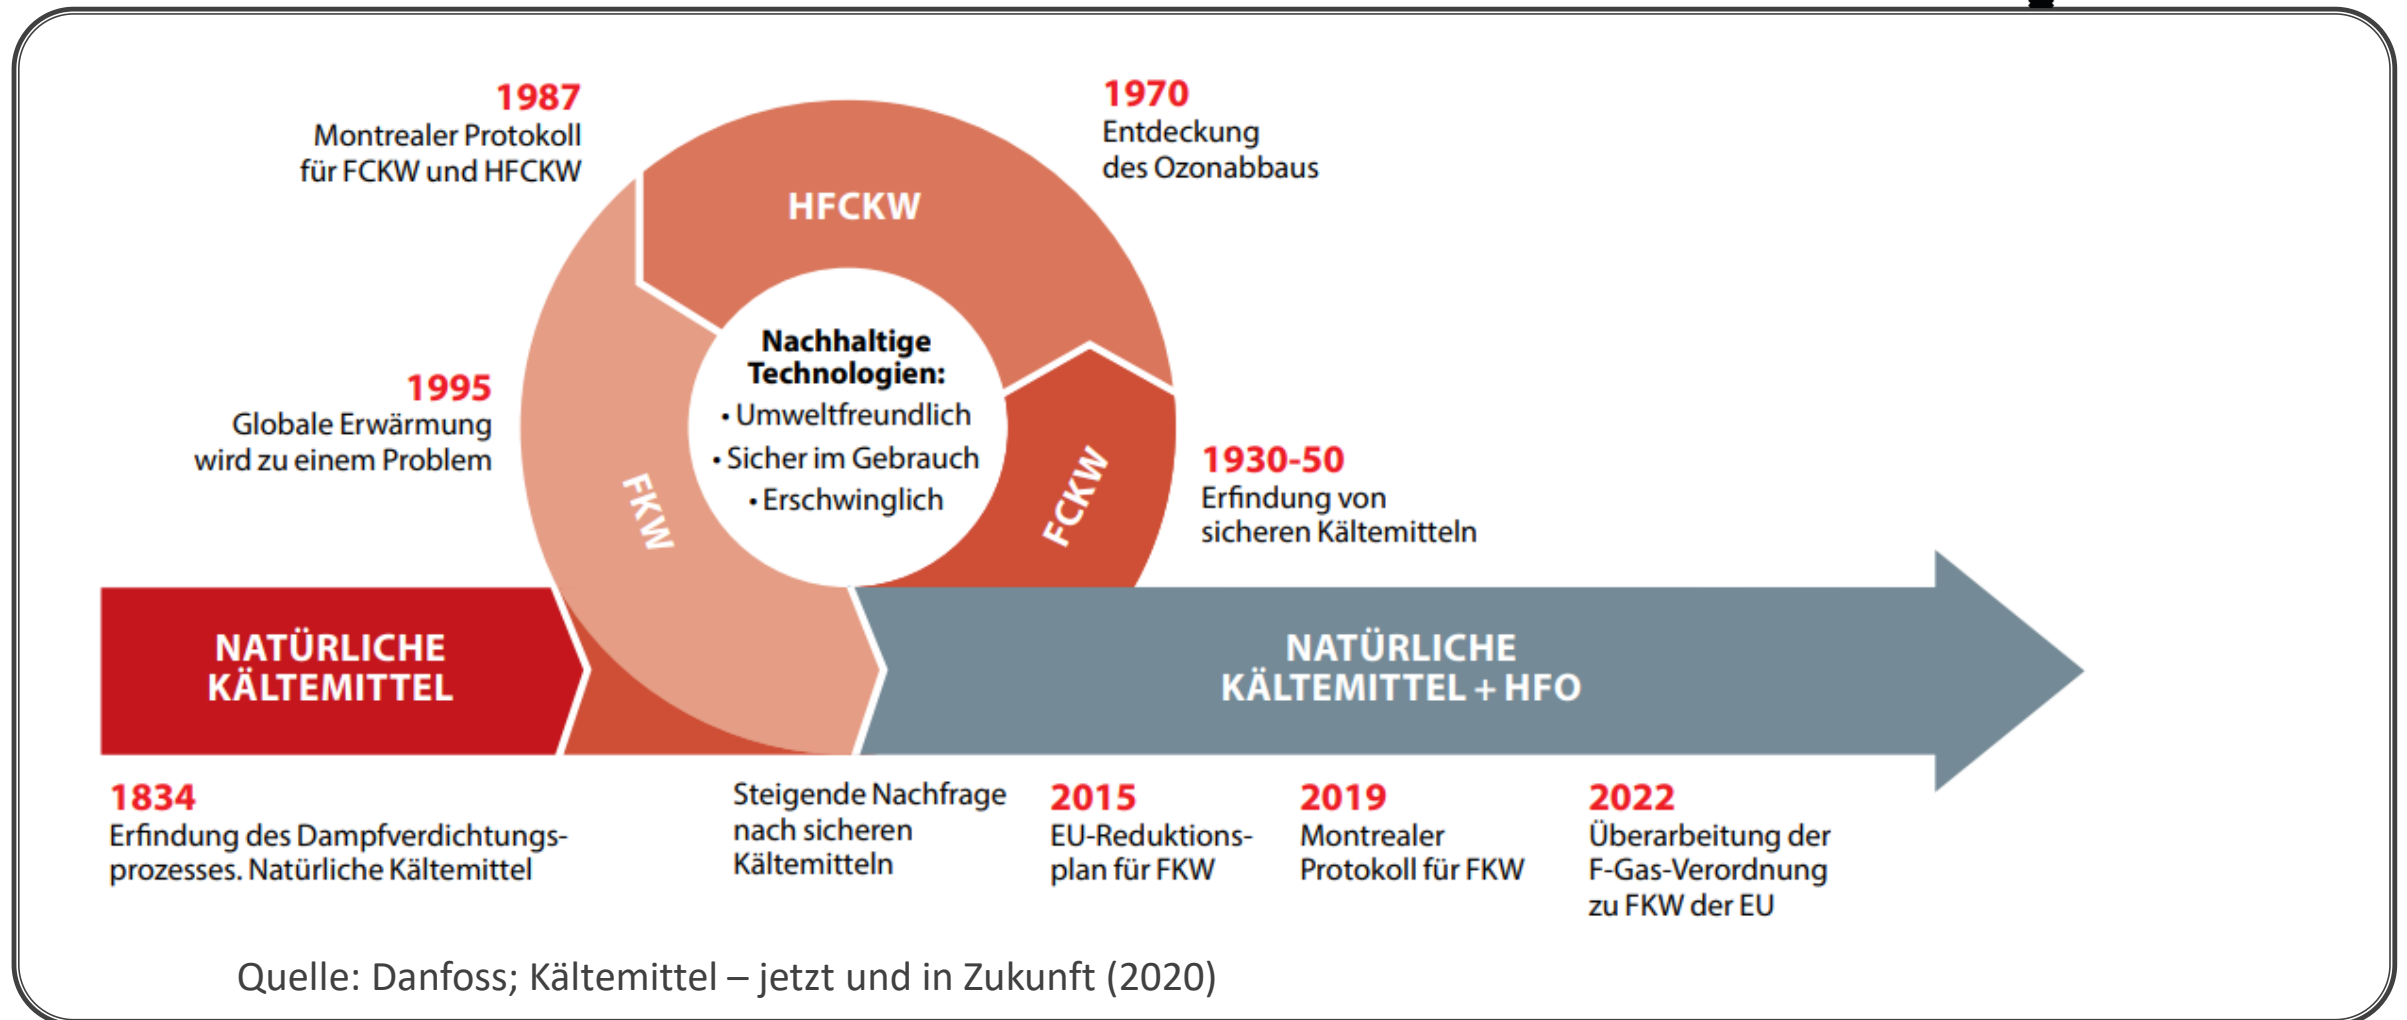 1987
Montrealer Protokoll
für FCKW und HFCKW
1970
Entdeckung
des Ozonabbaus
HFCKW
Nachhaltige
Technologien:
• Umweltfreundlich
• Sicher im Gebrauch
• Erschwinglich
1995
Globale Erwärmung
wird zu einem Problem
FKW
FCKW
1930-50
Erfindung von
sicheren Kältemitteln
NATÜRLICHE
KÄLTEMITTEL
NATÜRLICHE
KÄLTEMITTEL + HFO
1834
Erfindung des Dampfverdichtungs-
prozesses. Natürliche Kältemittel
Steigende Nachfrage
nach sicheren
Kältemitteln
2015
EU-Reduktions-
plan für FKW
2019
Montrealer
Protokoll für FKW
2022
Überarbeitung der
F-Gas-Verordnung
zu FKW der EU
Quelle: Danfoss; Kältemittel – jetzt und in Zukunft (2020)